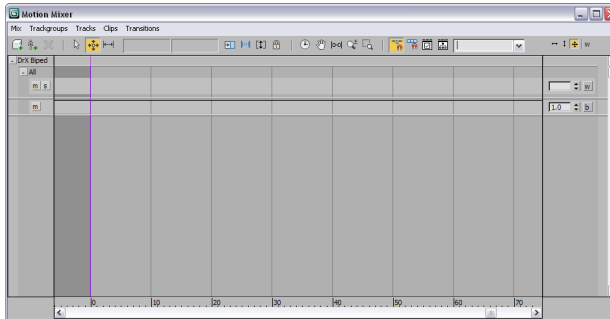 Motion Mixer
Mix Trackgroups Tracks Clips Transitions
w
DrX Biped
All
m s
w
m
1.0 b
0 10 20 30 40 50 60 70